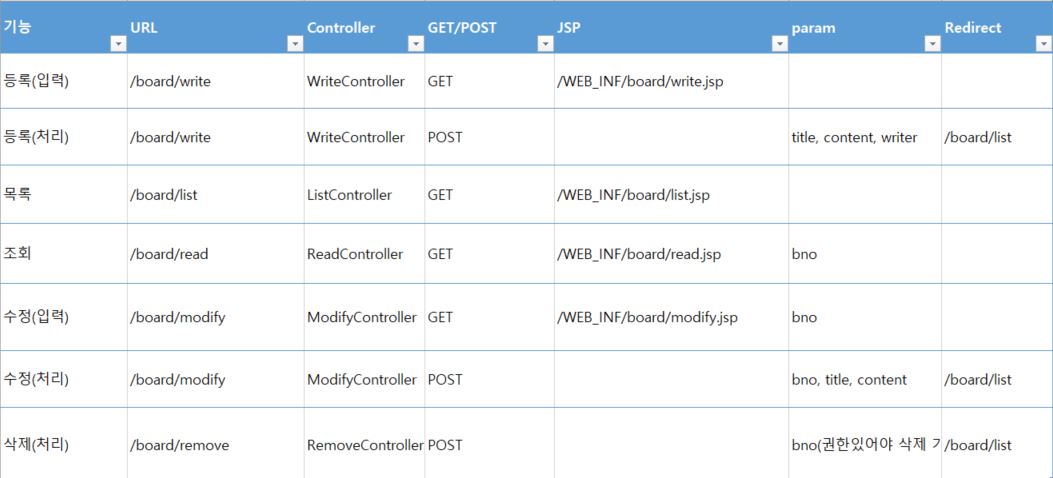 기능 URL Controller GET/POST JSP param Redirect
등록(입력) /board/write WriteController GET /WEB_INF/board/write.jsp
등록(처리) /board/write WriteController POST title, content, writer /board/list
목록 /board/list ListController GET /WEB_INF/board/list.jsp
조회 /board/read ReadController GET /WEB_INF/board/read.jsp bno
수정(입력) /board/modify ModifyController GET /WEB_INF/board/modify.jsp bno
수정(처리) /board/modify ModifyController POST bno, title, content /board/list
삭제(처리) /board/remove RemoveController POST bno(권한있어야 삭제 /board/list